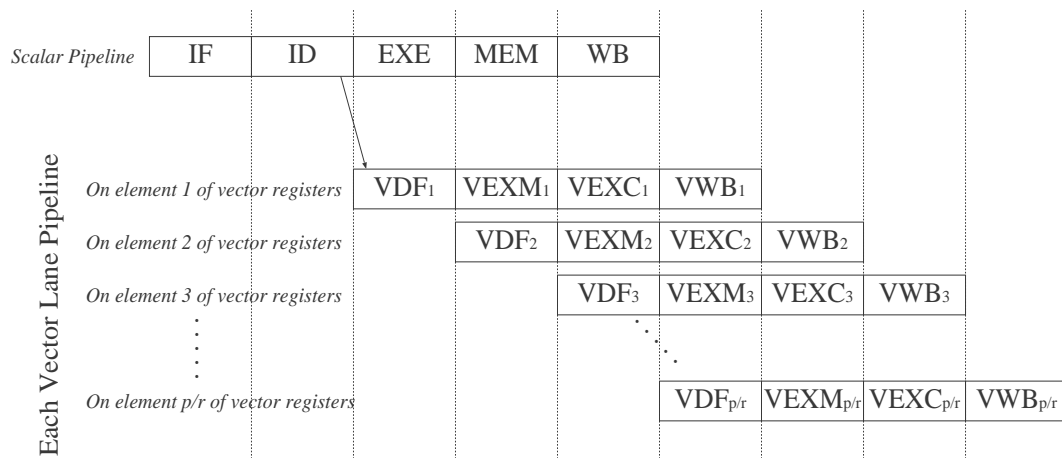 Scalar Pipeline IF ID EXE MEM WB
Each Vector Lane Pipeline
On element 1 of vector registers VDF1 VEXM1 VEXC1 VWB1
On element 2 of vector registers VDF2 VEXM2 VEXC2 VWB2
On element 3 of vector registers VDF3 VEXM3 VEXC3 VWB3
On element p/r of vector registers VDFp/r VEXMp/r VEXCp/r VWBp/r